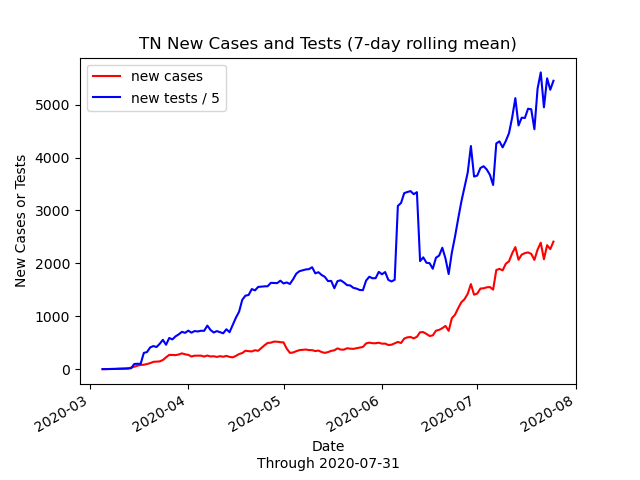 TN New Cases and Tests (7-day rolling mean)
new cases
new tests / 5
New Cases or Tests
5000
4000
3000
2000
1000
0
2020-03
2020-04
2020-05
2020-06
2020-07
2020-08
Date
Through 2020-07-31